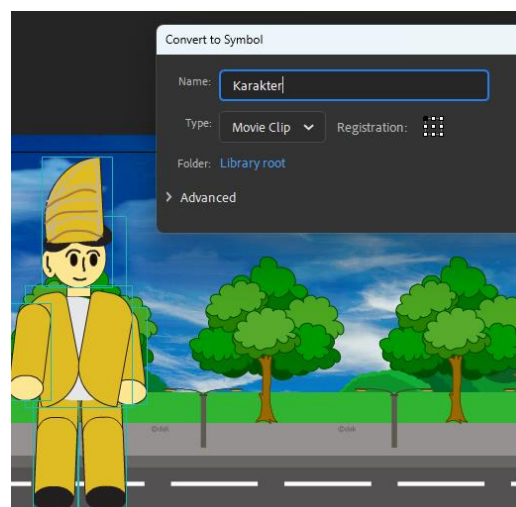 Convert to Symbol
Name: Karakter
Type: Movie Clip Registration:
Folder: Library root
Advanced